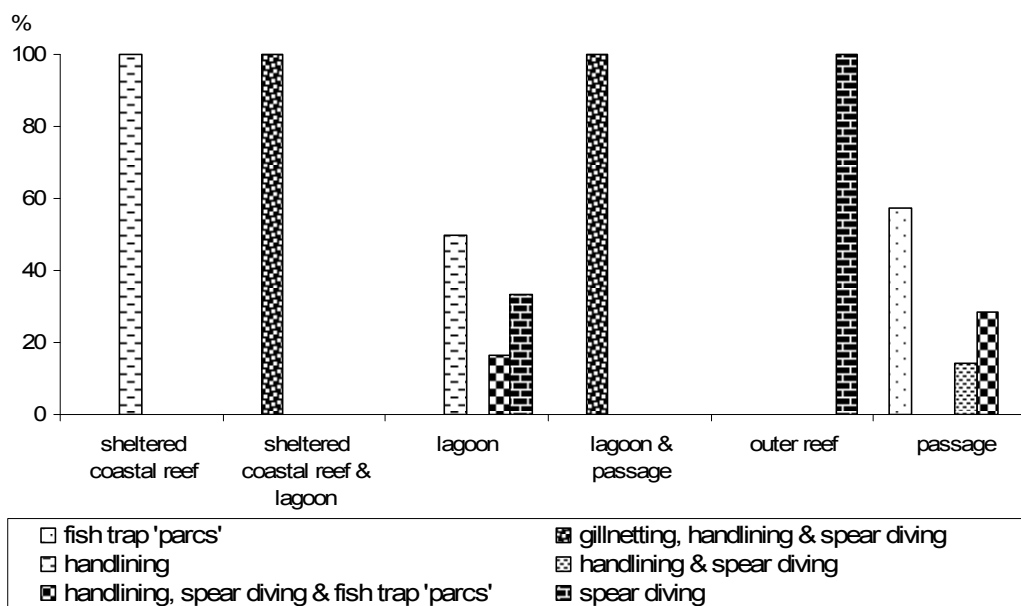 %
100
80
60
40
20
0
sheltered
coastal reef
sheltered
coastal reef &
lagoon
lagoon
lagoon &
passage
outer reef
passage
fish trap 'parcs'
gillnetting, handlining & spear diving
handlining
handlining & spear diving
handlining, spear diving & fish trap 'parcs'
spear diving